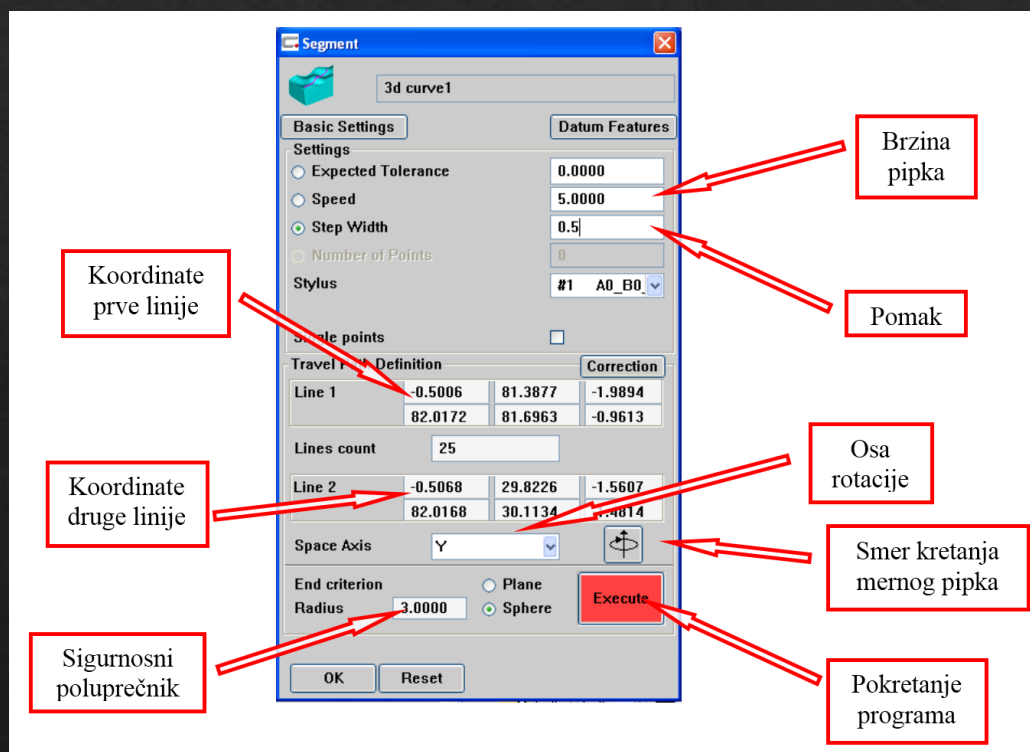 Segment
3d curve1
Basic Settings
Datum Features
Settings
Expected Tolerance 0.0000
Speed 5.0000
Step Width 0.5
Number of Points 0
Stylus #1 A0_B0_
Single points
Travel Path Definition
Correction
Line 1 -0.5006 81.3877 -1.9894
82.0172 81.6963 -0.9613
Lines count 25
Line 2 -0.5068 29.8226 -1.5607
82.0168 30.1134
Space Axis Y
End criterion Plane
Radius 3.0000 Sphere
Execute
OK Reset
Brzina
pipka
Pomak
Koordinate
prve linije
Koordinate
druge linije
Osa
rotacije
Smer kretanja
mernog pipka
Sigurnosni
poluprečnik
Pokretanje
programa